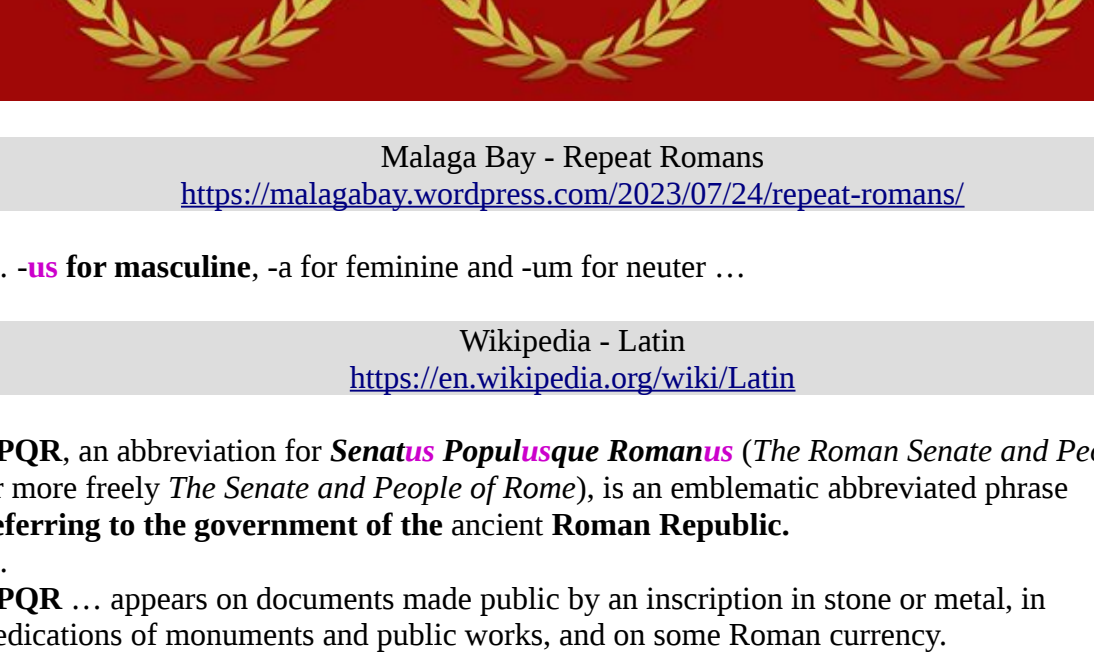 Malaga Bay - Repeat Romans
https://malagabay.wordpress.com/2023/07/24/repeat-romans/
. -us for masculine, -a for feminine and -um for neuter …
Wikipedia - Latin
https://en.wikipedia.org/wiki/Latin
PQR, an abbreviation for Senatus Populusque Romanus (The Roman Senate and Peo
r more freely The Senate and People of Rome), is an emblematic abbreviated phrase
eferring to the government of the ancient Roman Republic.
.
PQR … appears on documents made public by an inscription in stone or metal, in
edications of monuments and public works, and on some Roman currency.